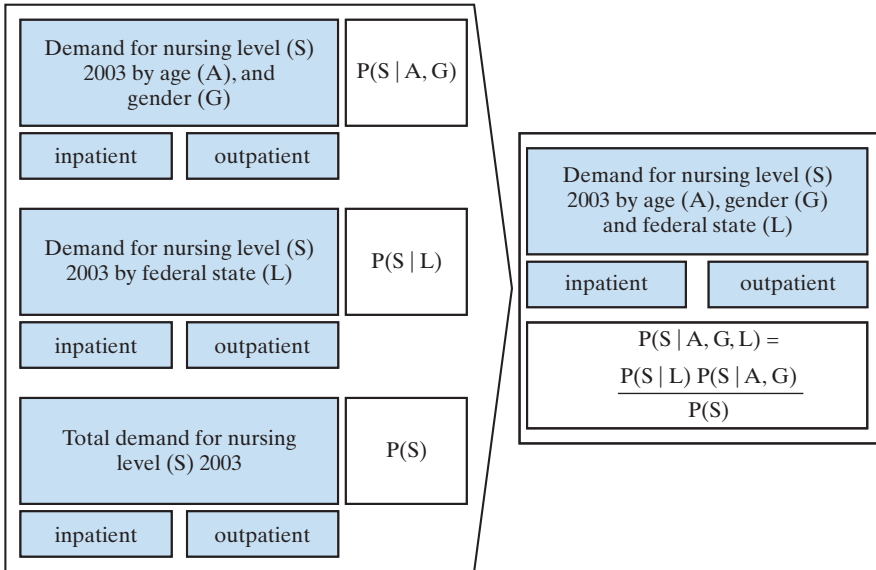 Demand for nursing level (S)
2003 by age (A), and
gender (G)
P(S | A, G)
inpatient
outpatient
Demand for nursing level (S)
2003 by federal state (L)
P(S | L)
inpatient
outpatient
Total demand for nursing
level (S) 2003
P(S)
inpatient
outpatient
Demand for nursing level (S)
2003 by age (A), gender (G)
and federal state (L)
inpatient
outpatient
P(S | A, G, L) =
P(S | L) P(S | A, G)
P(S)